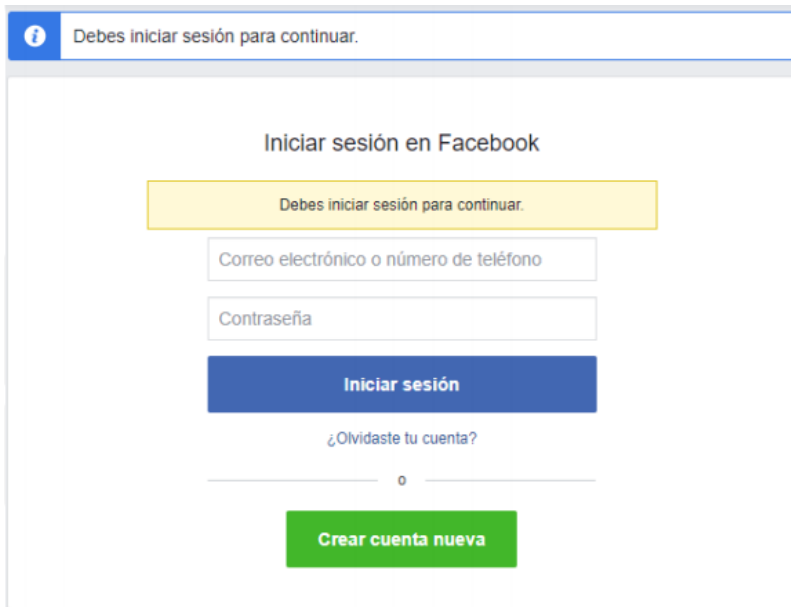 Debes iniciar sesión para continuar.
Iniciar sesión en Facebook
Debes iniciar sesión para continuar.
Correo electrónico o número de teléfono
Contraseña
Iniciar sesión
¿Olvidaste tu cuenta?
o
Crear cuenta nueva